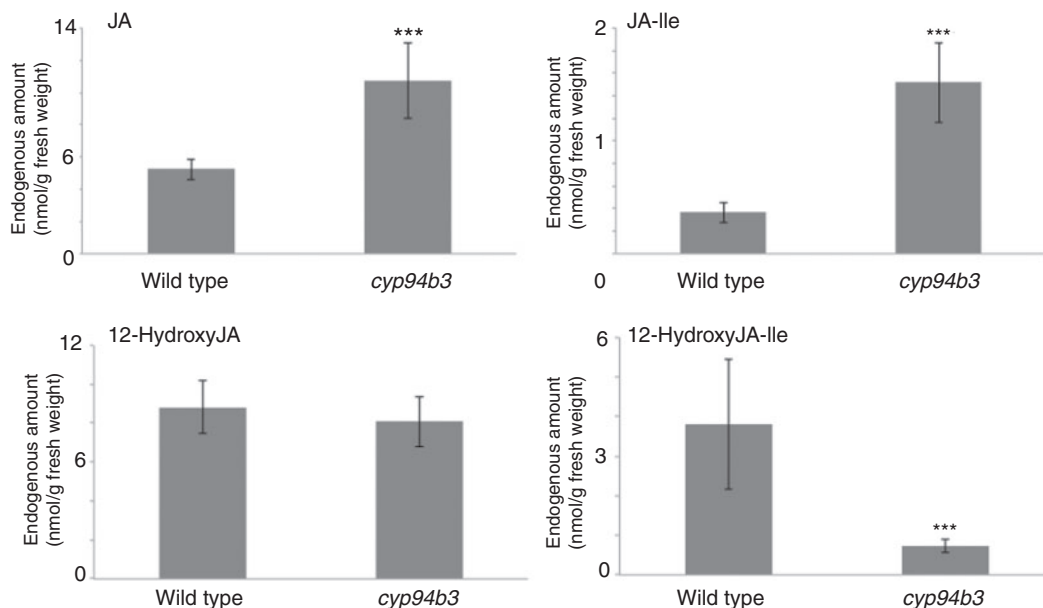 JA
Endogenous amount
(nmol/g fresh weight)
14
6
0
***
Wild type
cyp94b3
JA-Ile
Endogenous amount
(nmol/g fresh weight)
2
1
0
***
Wild type
cyp94b3
12-HydroxyJA
Endogenous amount
(nmol/g fresh weight)
12
6
0
Wild type
cyp94b3
12-HydroxyJA-Ile
Endogenous amount
(nmol/g fresh weight)
6
3
0
***
Wild type
cyp94b3